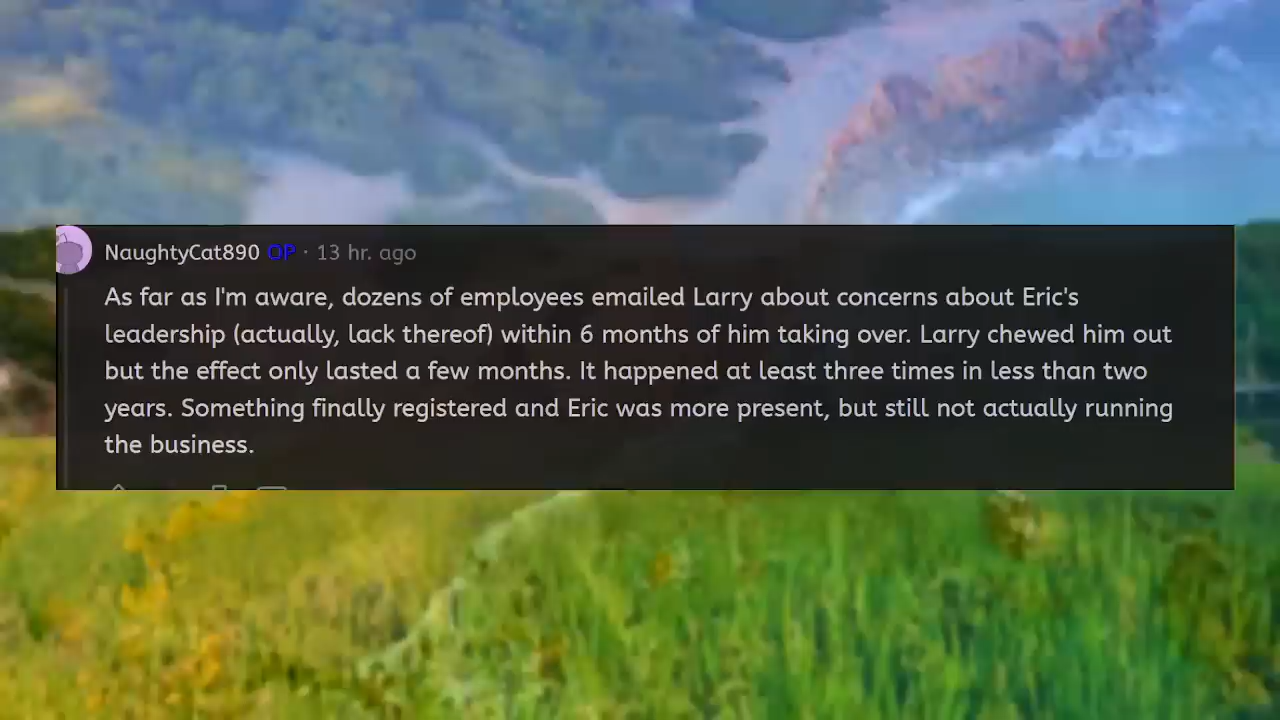 NaughtyCat890 OP · 13 hr. ago
As far as I'm aware, dozens of employees emailed Larry about concerns about Eric's
leadership (actually, lack thereof) within 6 months of him taking over. Larry chewed him out
but the effect only lasted a few months. It happened at least three times in less than two
years. Something finally registered and Eric was more present, but still not actually running
the business.